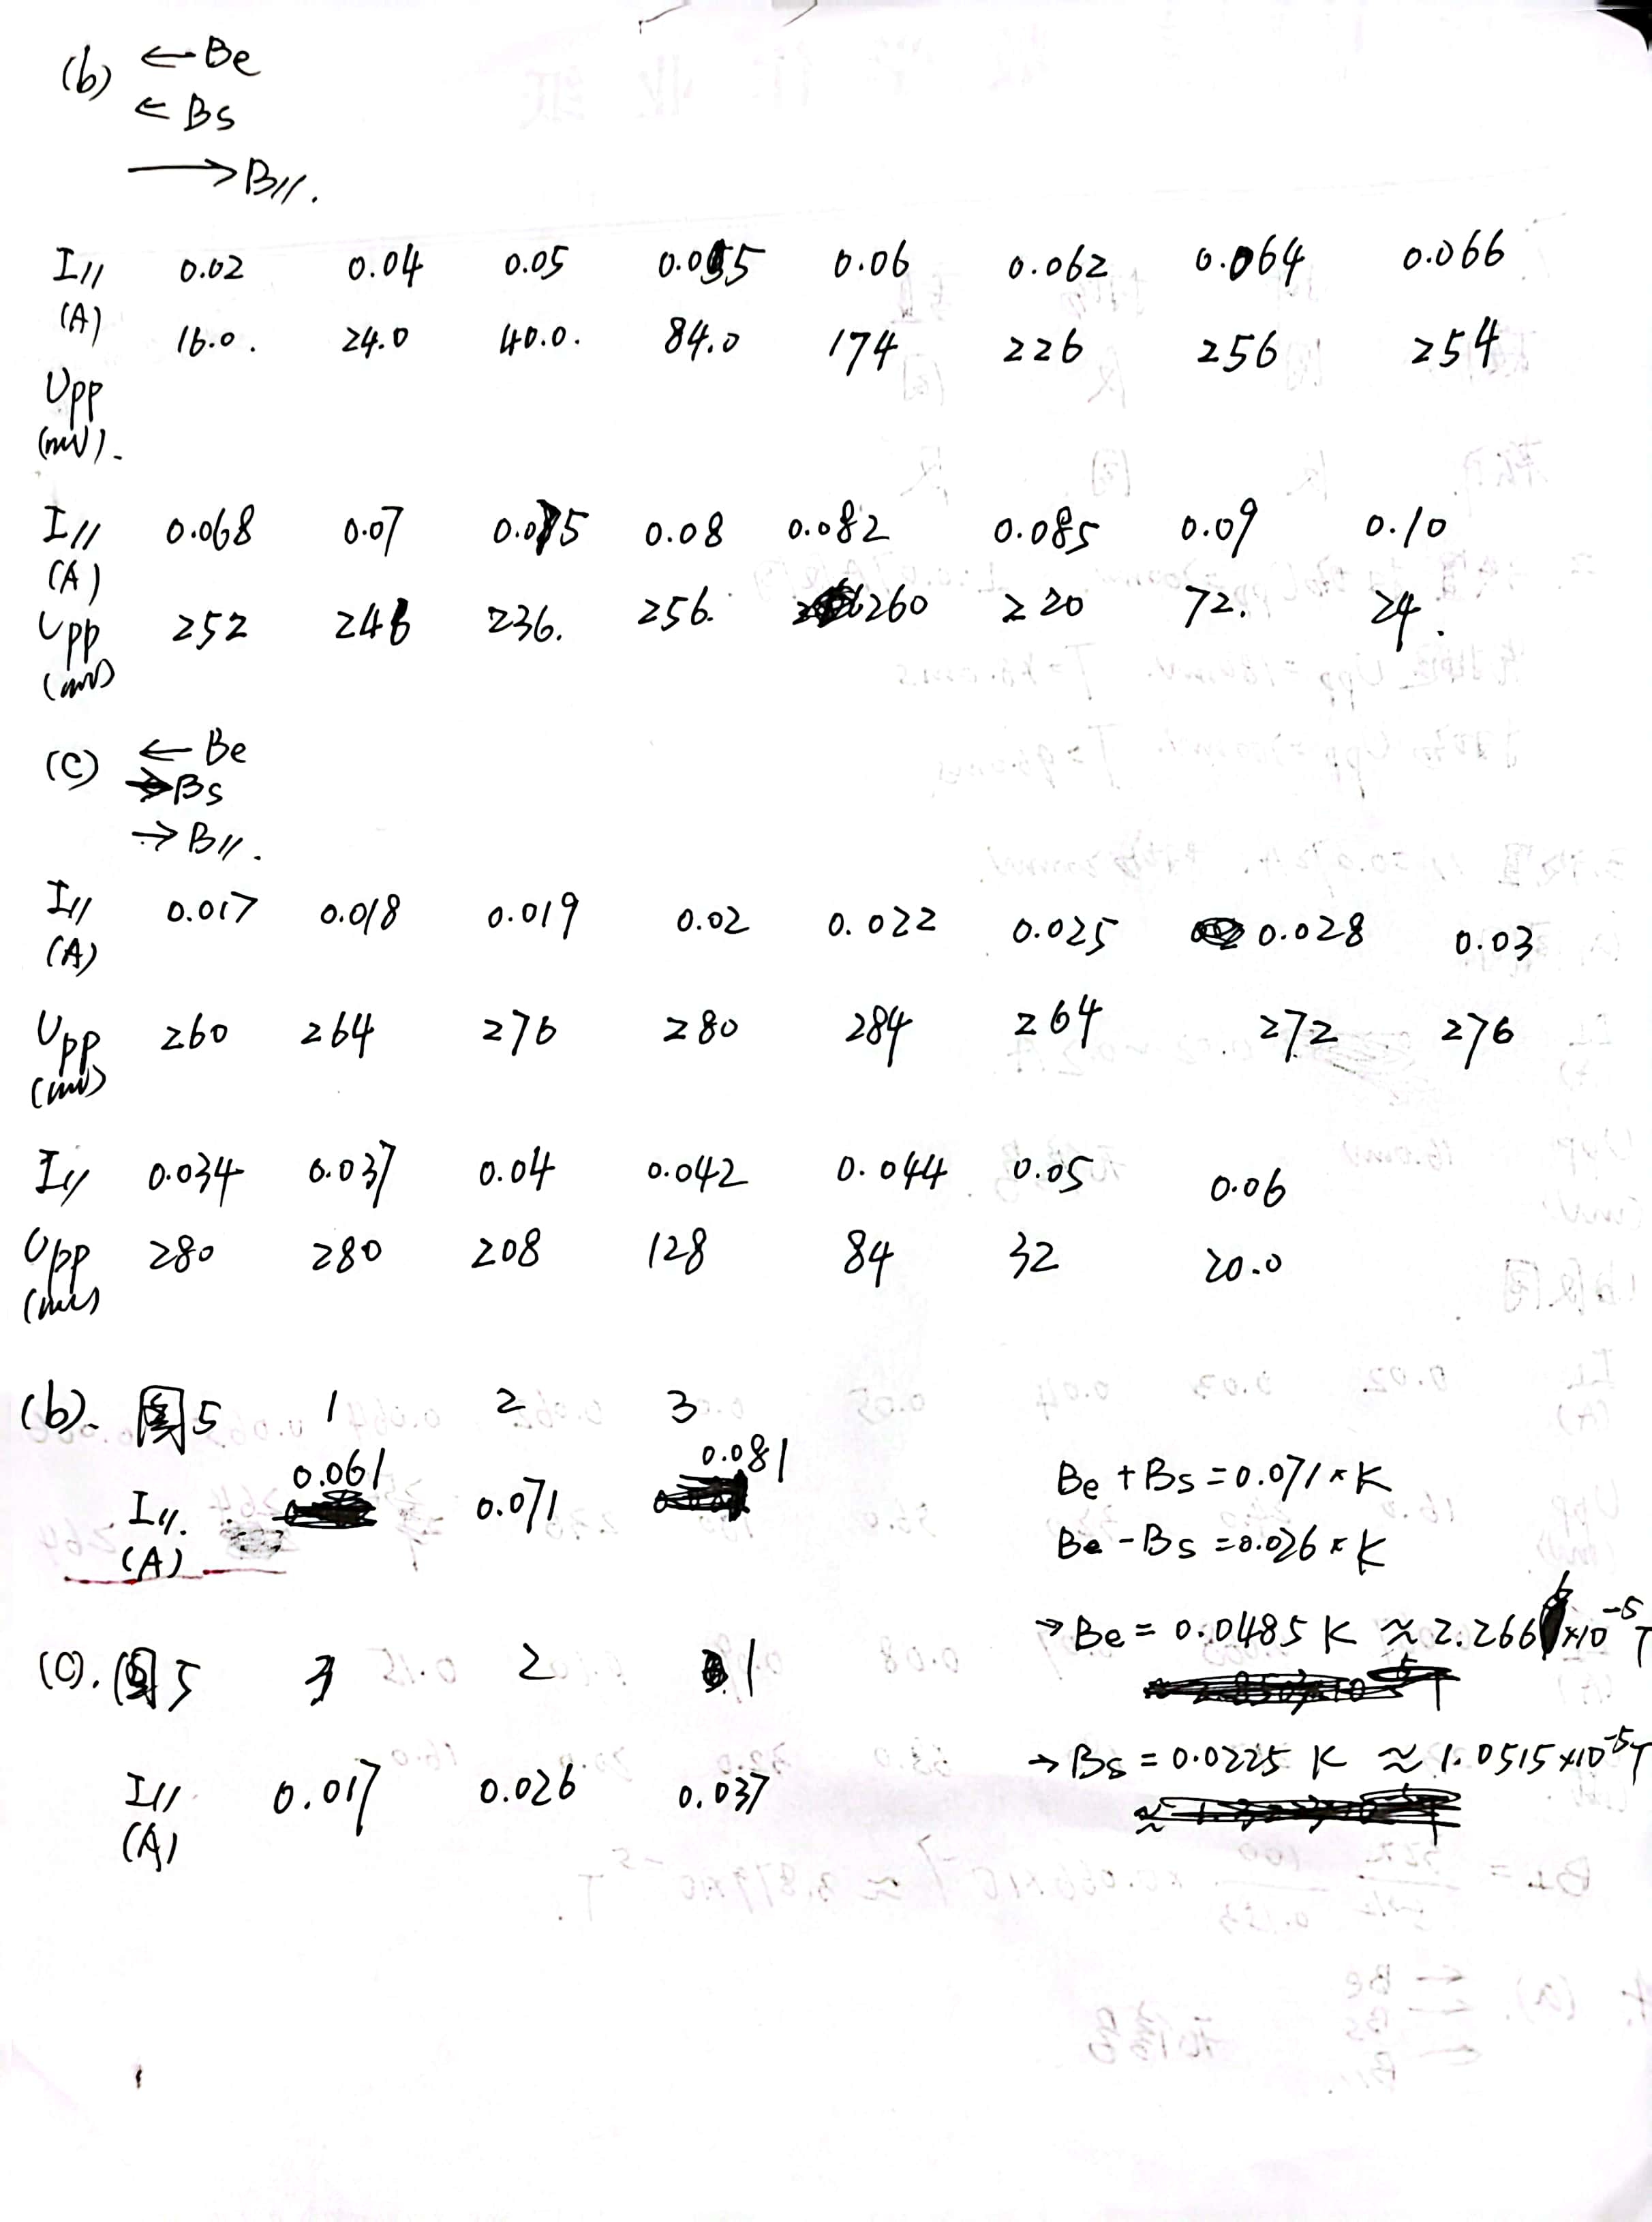 (b) ← Be
← Bs
→ B//.
I// (A) 0.02 0.04 0.05 0.055 0.06 0.062 0.064 0.066
Upp (mV). 16.0. 24.0 40.0. 84.0 174 226 256 254
I// (A) 0.068 0.07 0.075 0.08 0.082 0.085 0.09 0.10
Upp (mV) 252 248 236. 256. 260 220 72. 24.
(c) ← Be
→ Bs
→ B//.
I// (A) 0.017 0.018 0.019 0.02 0.022 0.025 0.028 0.03
Upp (mV) 260 264 276 280 284 264 272 276
I// 0.034 0.037 0.04 0.042 0.044 0.05 0.06
Upp (mV) 280 280 208 128 84 32 20.0
(b). 图5 1 2 3
I//. (A) 0.061 0.071 0.081
Be + Bs = 0.071 × K
Be - Bs = 0.026 × K
→ Be = 0.0485 K ≈ 2.266 ×10⁻⁵ T
(c). 图5 3 2 1
→ Bs = 0.0225 K ≈ 1.0515 ×10⁻⁵ T
I// (A) 0.017 0.026 0.037